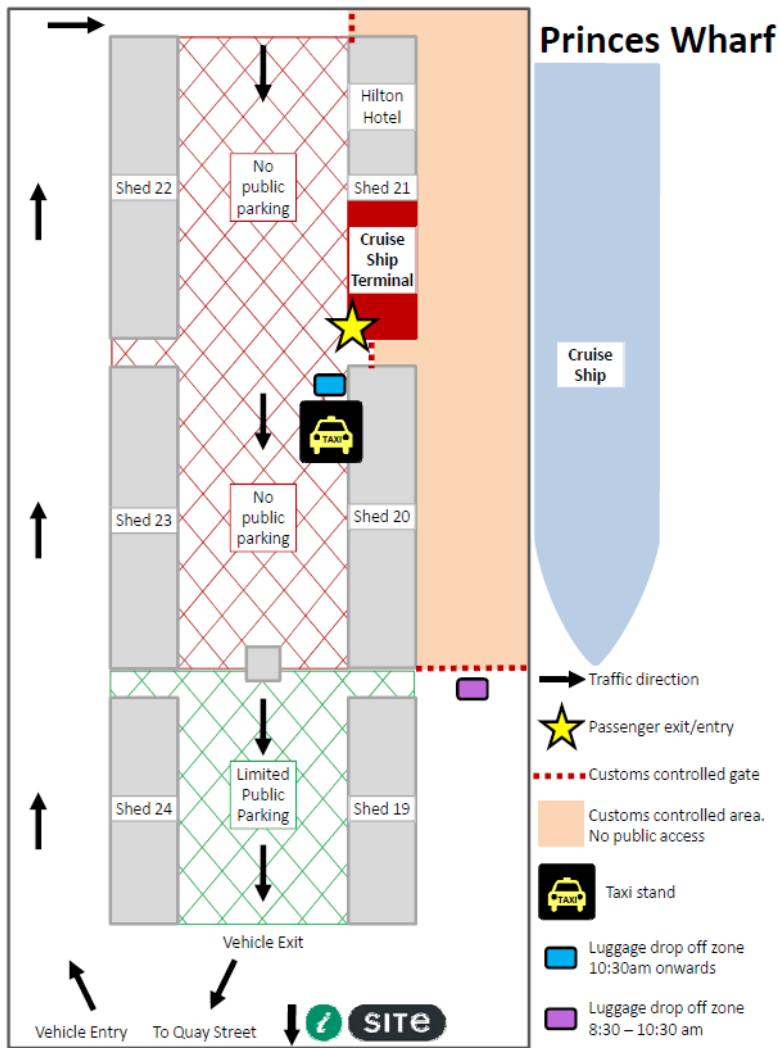 Princes Wharf
Hilton
Hotel
No
public
parking
Shed 22
Shed 21
Cruise
Ship
Terminal
Cruise
Ship
TAXI
No
public
parking
Shed 23
Shed 20
Traffic direction
Passenger exit/entry
Customs controlled gate
Limited
Public
Parking
Shed 24
Shed 19
Customs controlled area.
No public access
TAXI
Taxi stand
Vehicle Exit
Luggage drop off zone
10:30am onwards
Luggage drop off zone
8:30 – 10:30 am
Vehicle Entry
To Quay Street
i SITE